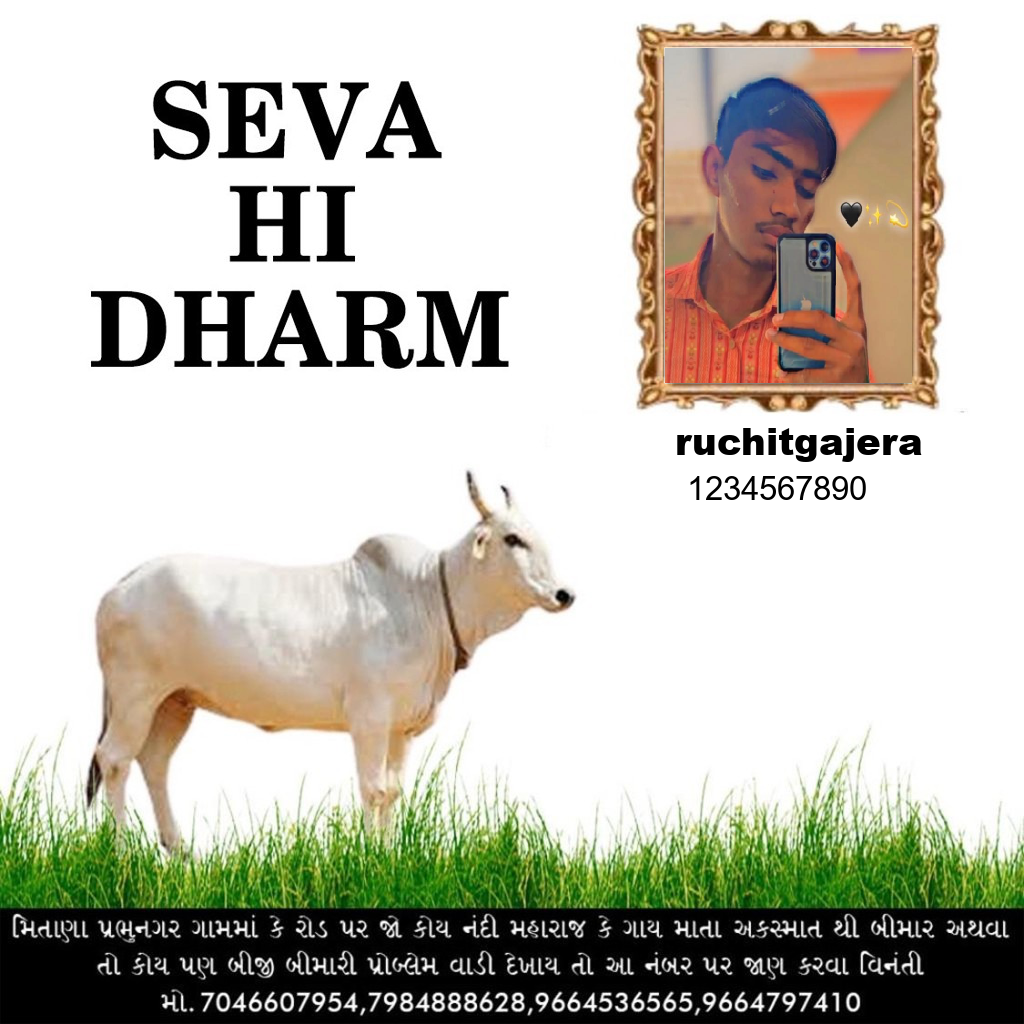 SEVA
HI
DHARM
ruchitgajera
1234567890
મિતાણા પ્રભુનગર ગામમાં કે રોડ પર જો કોય નંદી મહારાજ કે ગાય માતા અકસ્માત થી બીમાર અથવા
તો કોય પણ બીજી બીમારી પ્રોબ્લેમ વાડી દેખાય તો આ નંબર પર જાણ કરવા વિનંતી
મો. 7046607954,7984888628,9664536565,9664797410